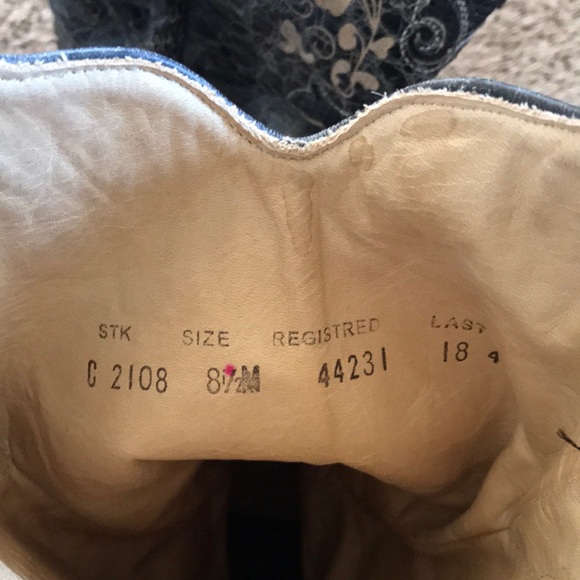 STK SIZE REGISTRED LAST
C 2108 8½M 44231 18 4